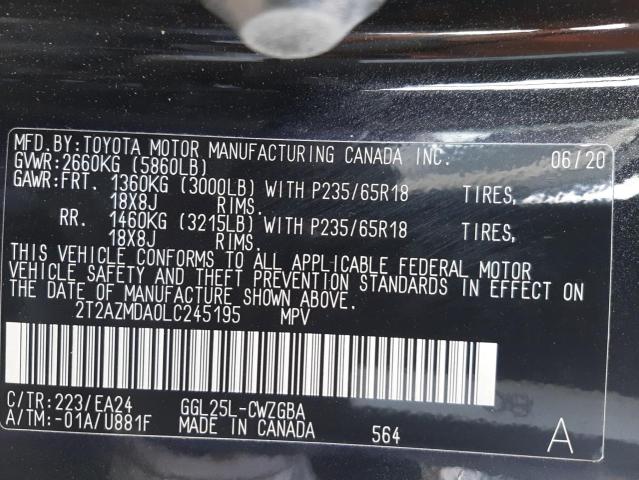 MFD.BY:TOYOTA MOTOR MANUFACTURING CANADA INC. 06/20
GVWR:2660KG (5860LB)
GAWR:FRT. 1360KG (3000LB) WITH P235/65R18 TIRES,
18X8J RIMS.
RR. 1460KG (3215LB) WITH P235/65R18 TIRES,
18X8J RIMS.
THIS VEHICLE CONFORMS TO ALL APPLICABLE FEDERAL MOTOR
VEHICLE SAFETY AND THEFT PREVENTION STANDARDS IN EFFECT ON
THE DATE OF MANUFACTURE SHOWN ABOVE.
2T2AZMDA0LC245195 MPV
C/TR:223/EA24 GGL25L-CWZGBA
A/TM:-01A/U881F MADE IN CANADA 564 A